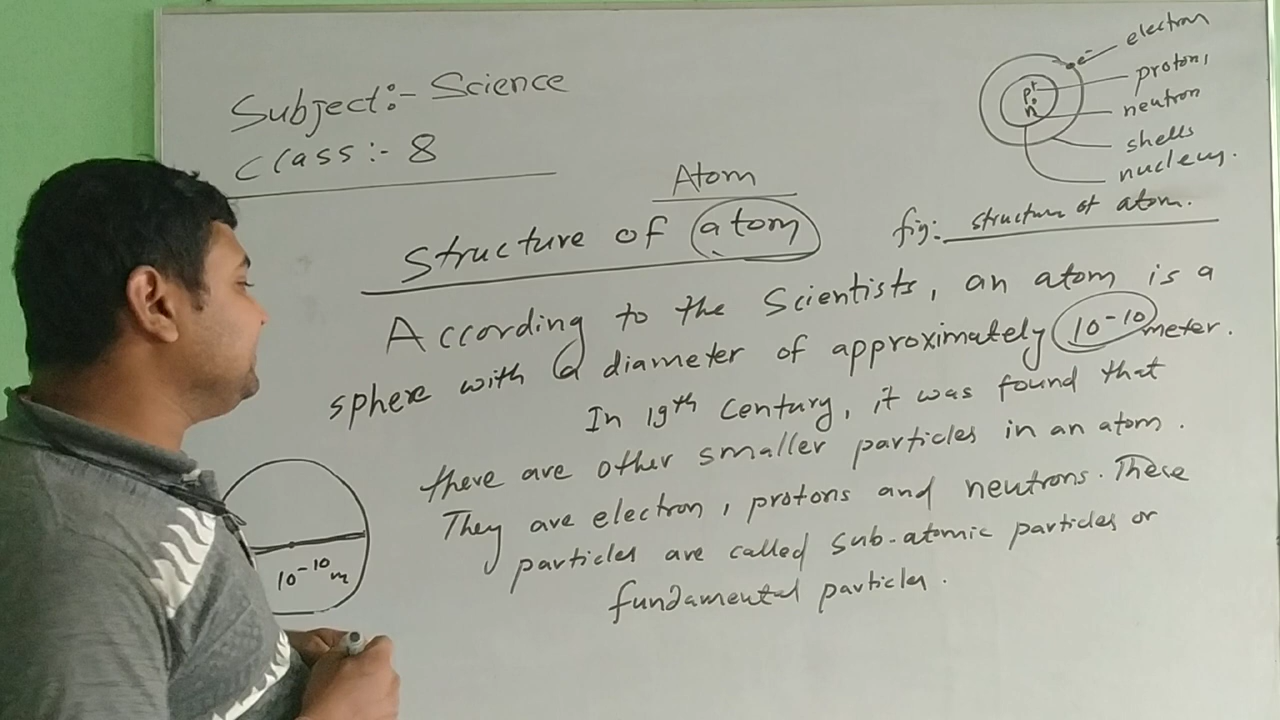 Subject:- Science
Class:- 8
electron
e-
proton,
p+
neutron
n
shells
nucleus.
fig:- structure of atom.
Atom
Structure of atom
According to the Scientists, an atom is a
sphere with a diameter of approximately 10-10 meter.
In 19th Century, it was found that
there are other smaller particles in an atom.
They are electron, protons and neutrons. These
particles are called sub-atomic particles or
fundamental particles.
10-10 m